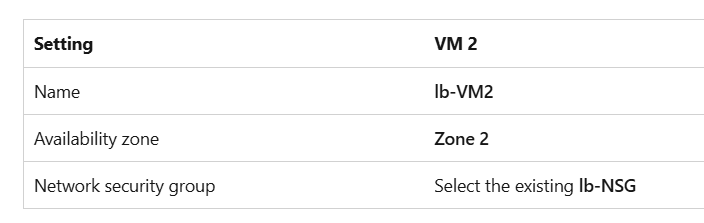 Setting VM 2
Name lb-VM2
Availability zone Zone 2
Network security group Select the existing lb-NSG